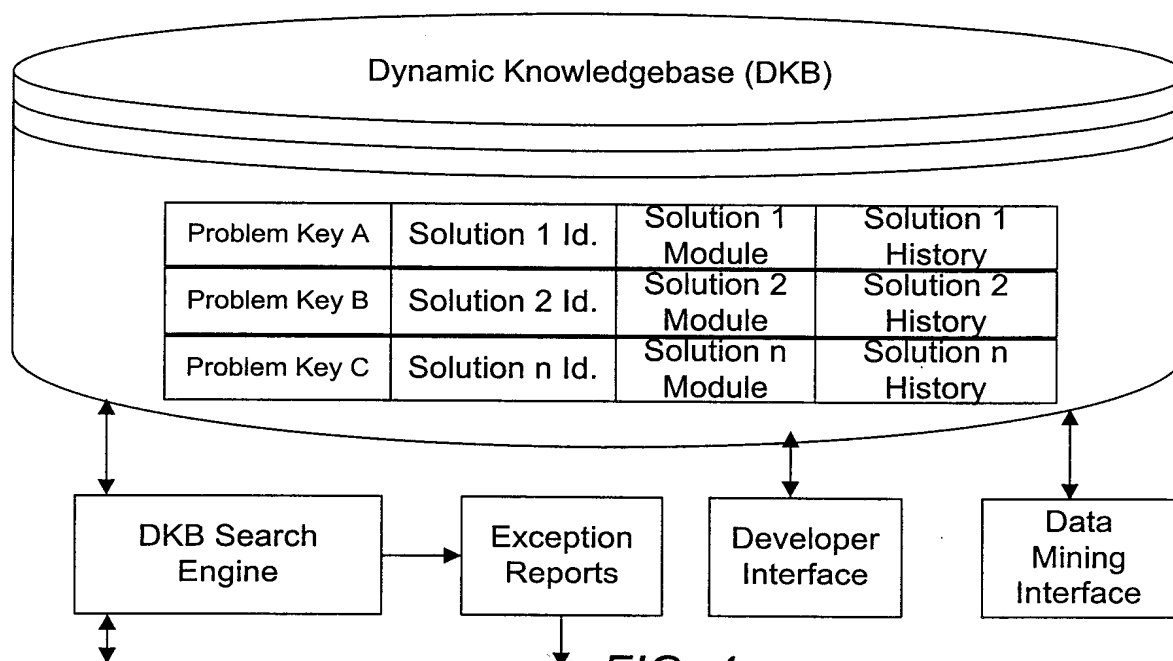 Dynamic Knowledgebase (DKB)
Problem Key A
Solution 1 Id.
Solution 1
Module
Solution 1
History
Problem Key B
Solution 2 Id.
Solution 2
Module
Solution 2
History
Problem Key C
Solution n Id.
Solution n
Module
Solution n
History
DKB Search
Engine
Exception
Reports
Developer
Interface
Data
Mining
Interface